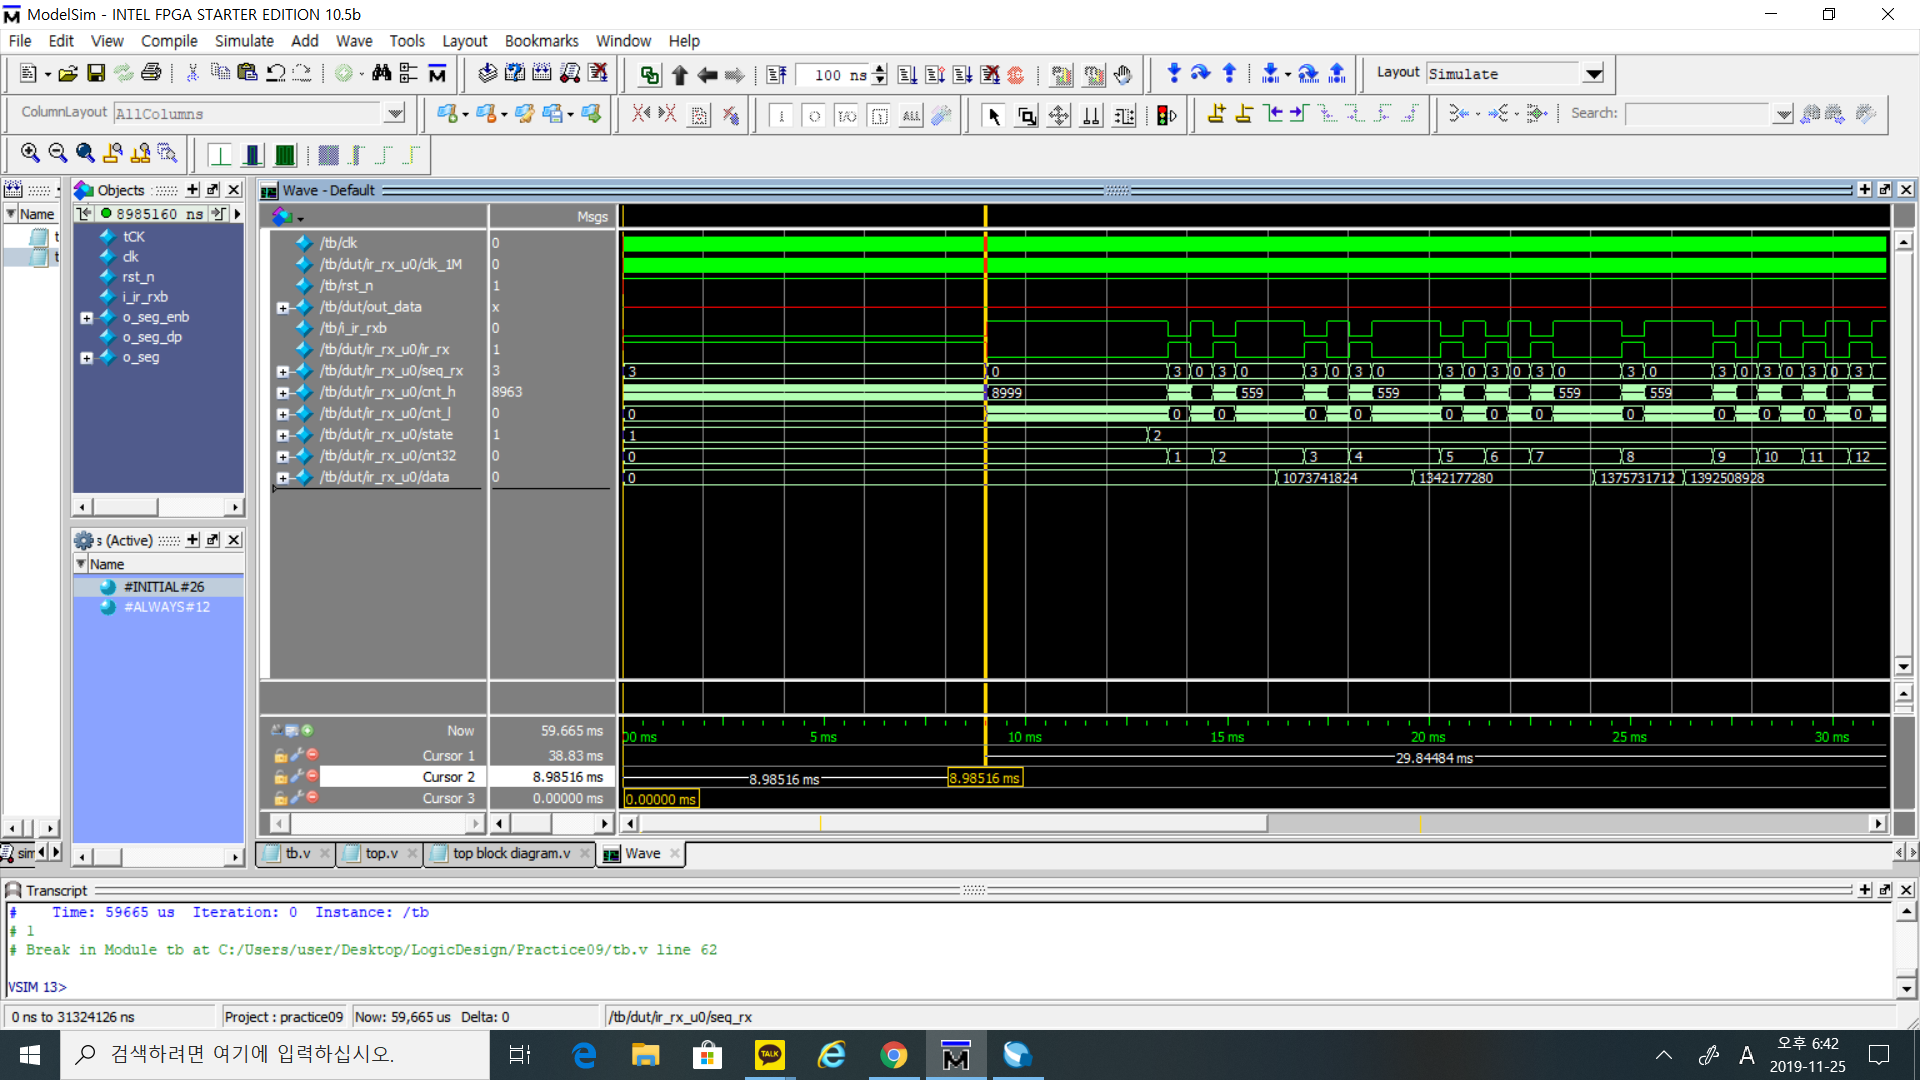 ModelSim - INTEL FPGA STARTER EDITION 10.5b
File Edit View Compile Simulate Add Wave Tools Layout Bookmarks Window Help
100 ns
Layout Simulate
ColumnLayout AllColumns
Search:
Objects
Wave - Default
Name
8985160 ns
Msgs
tCK
clk
rst_n
i_ir_rxb
o_seg_enb
o_seg_dp
o_seg
/tb/clk 0
/tb/dut/ir_rx_u0/clk_1M 0
/tb/rst_n 1
/tb/dut/out_data x
/tb/i_ir_rxb 0
/tb/dut/ir_rx_u0/ir_rx 1
/tb/dut/ir_rx_u0/seq_rx 3 3 0 3 0 3 0 3 0 3 0 3 0 3 0 3 0 3 0 3 0 3 0 3 0 3
/tb/dut/ir_rx_u0/cnt_h 8963 8999 559 559 559 559
/tb/dut/ir_rx_u0/cnt_l 0 0 0 0 0 0 0 0 0 0 0 0 0 0
/tb/dut/ir_rx_u0/state 1 1 2
/tb/dut/ir_rx_u0/cnt32 0 0 1 2 3 4 5 6 7 8 9 10 11 12
/tb/dut/ir_rx_u0/data 0 0 1073741824 1342177280 1375731712 1392508928
s (Active)
Name
#INITIAL#26
#ALWAYS#12
Now 59.665 ms 00 ms 5 ms 10 ms 15 ms 20 ms 25 ms 30 ms
Cursor 1 38.83 ms 29.84484 ms
Cursor 2 8.98516 ms 8.98516 ms 8.98516 ms
Cursor 3 0.00000 ms 0.00000 ms
sim
tb.v top.v top block diagram.v Wave
Transcript
# Time: 59665 us Iteration: 0 Instance: /tb
# 1
# Break in Module tb at C:/Users/user/Desktop/LogicDesign/Practice09/tb.v line 62
VSIM 13>
0 ns to 31324126 ns Project : practice09 Now: 59,665 us Delta: 0 /tb/dut/ir_rx_u0/seq_rx
검색하려면 여기에 입력하십시오.
TALK
A
오후 6:42
2019-11-25